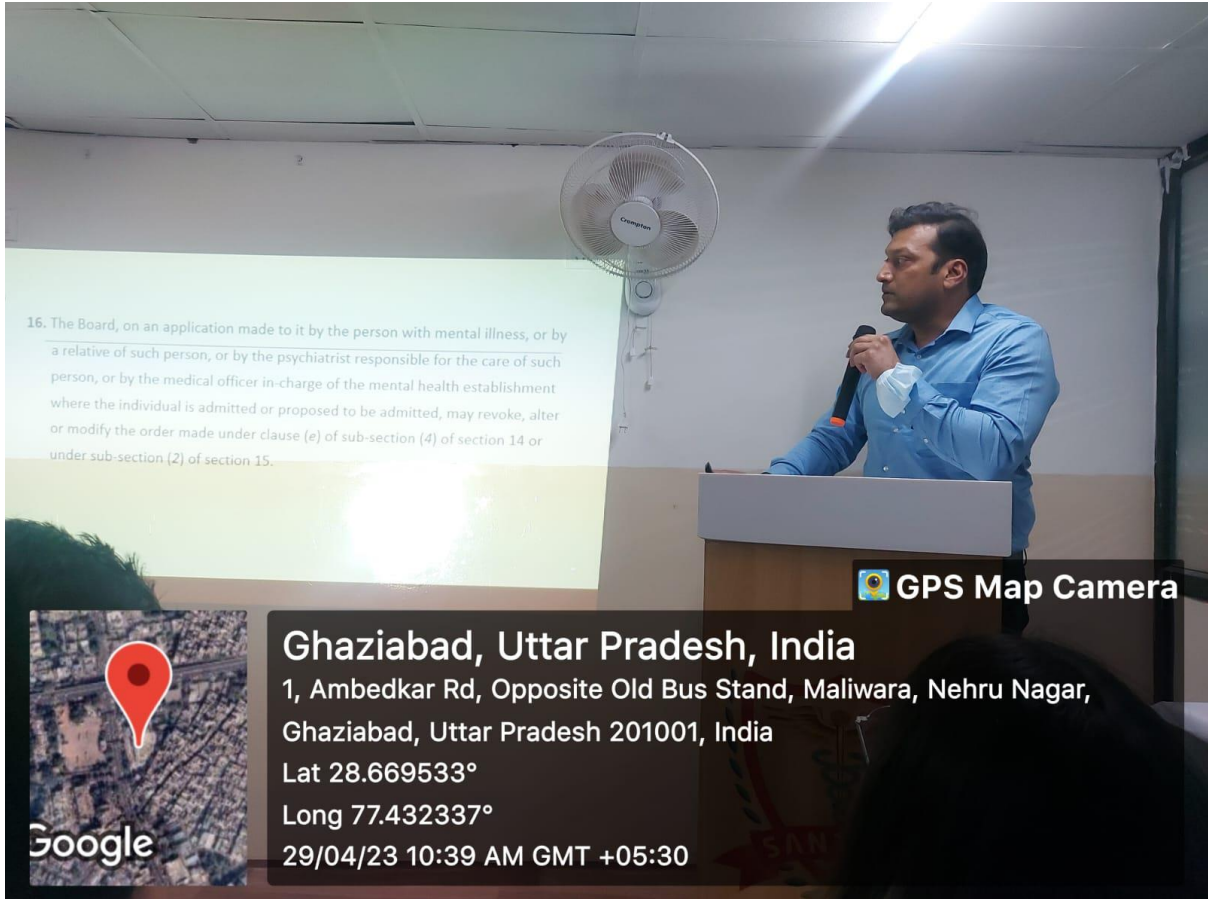 Crompton
16. The Board, on an application made to it by the person with mental illness, or by
a relative of such person, or by the psychiatrist responsible for the care of such
person, or by the medical officer in-charge of the mental health establishment
where the individual is admitted or proposed to be admitted, may revoke, alter
or modify the order made under clause (e) of sub-section (4) of section 14 or
under sub-section (2) of section 15.
GPS Map Camera
Ghaziabad, Uttar Pradesh, India
1, Ambedkar Rd, Opposite Old Bus Stand, Maliwara, Nehru Nagar,
Ghaziabad, Uttar Pradesh 201001, India
Lat 28.669533°
Long 77.432337°
29/04/23 10:39 AM GMT +05:30
Google